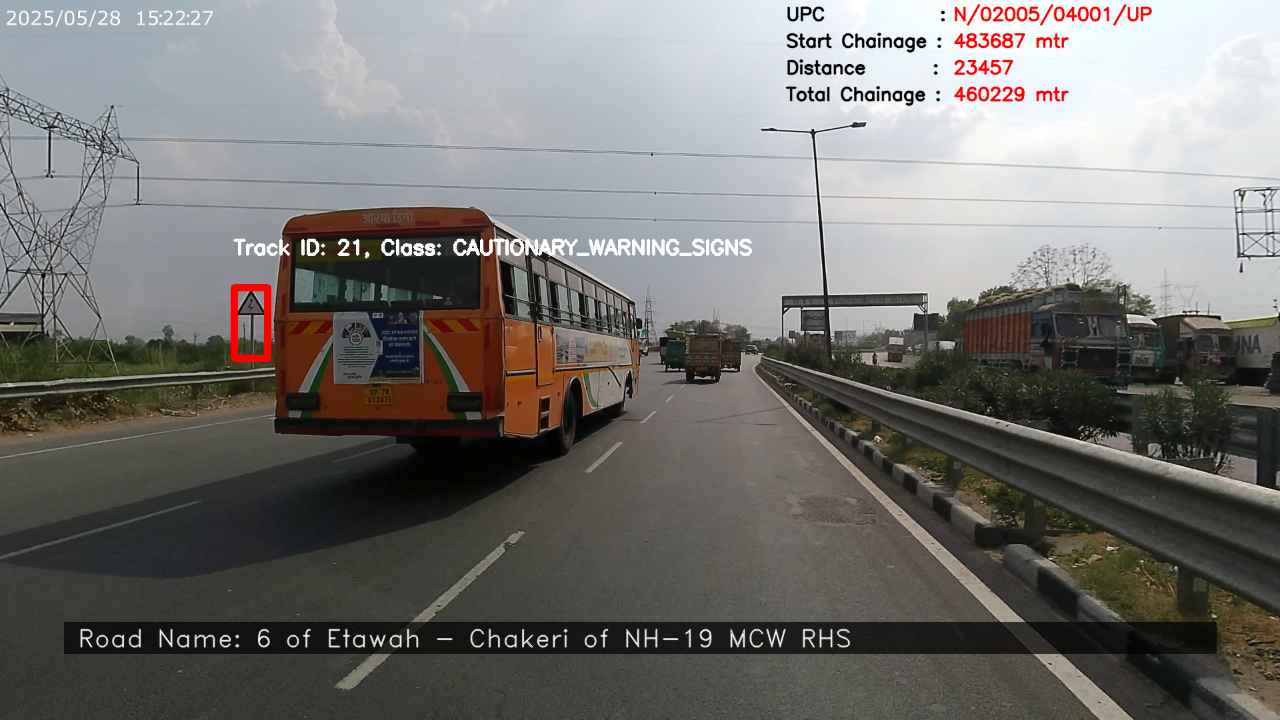 2025/05/28 15:22:27
UPC : N/02005/04001/UP
Start Chainage : 483687 mtr
Distance : 23457
Total Chainage : 460229 mtr
Track ID: 21, Class: CAUTIONARY_WARNING_SIGNS
Road Name: 6 of Etawah - Chakeri of NH-19 MCW RHS